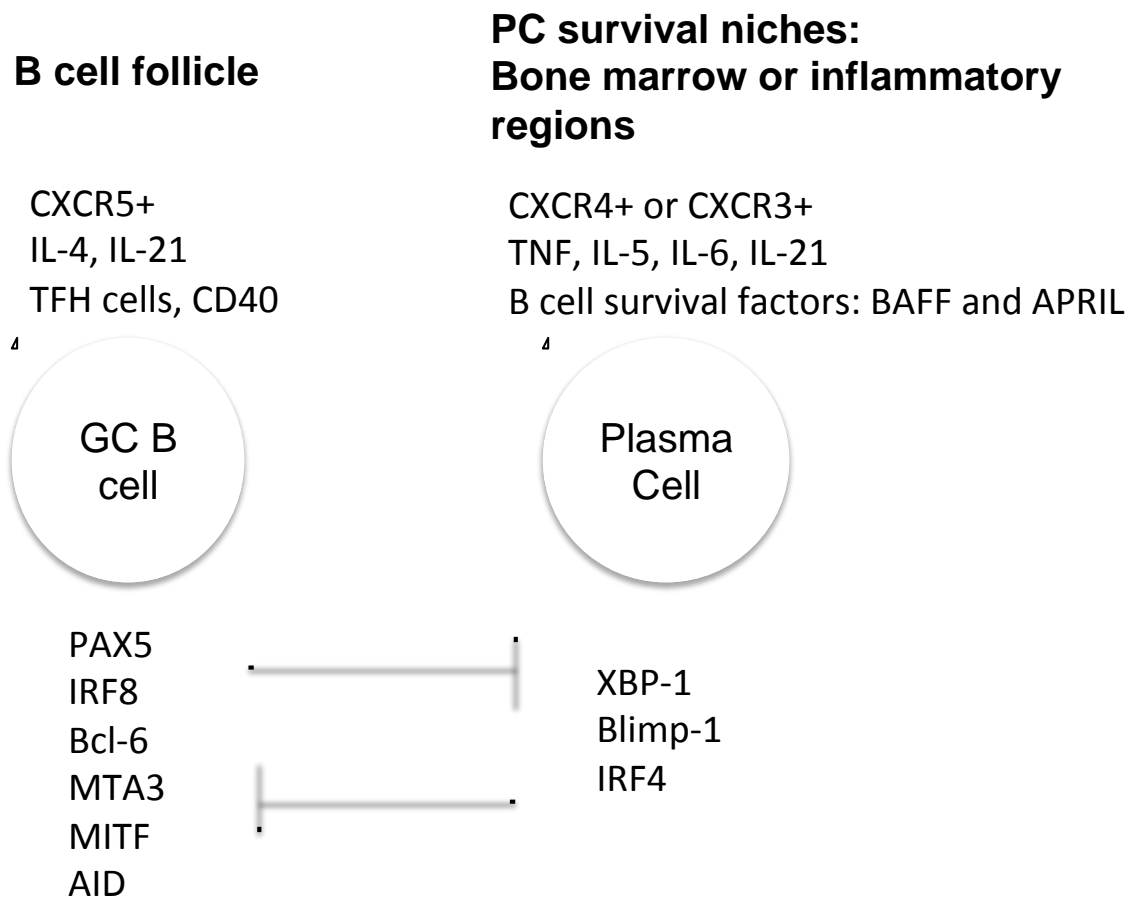 B cell follicle
PC survival niches:
Bone marrow or inflammatory
regions
CXCR5+
IL-4, IL-21
TFH cells, CD40
CXCR4+ or CXCR3+
TNF, IL-5, IL-6, IL-21
B cell survival factors: BAFF and APRIL
GC B
cell
Plasma
Cell
PAX5
IRF8
Bcl-6
MTA3
MITF
AID
XBP-1
Blimp-1
IRF4